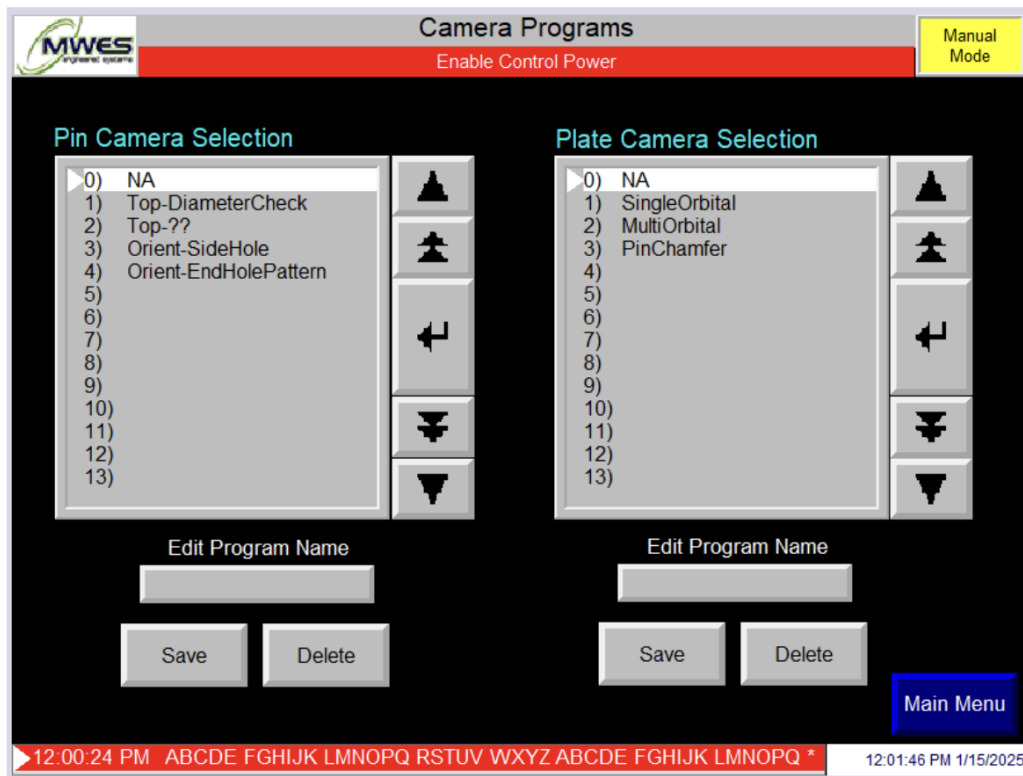 MWES
engineered systems
Camera Programs
Enable Control Power
Manual
Mode
Pin Camera Selection
0) NA
1) Top-DiameterCheck
2) Top-??
3) Orient-SideHole
4) Orient-EndHolePattern
5)
6)
7)
8)
9)
10)
11)
12)
13)
Edit Program Name
Save
Delete
Plate Camera Selection
0) NA
1) SingleOrbital
2) MultiOrbital
3) PinChamfer
4)
5)
6)
7)
8)
9)
10)
11)
12)
13)
Edit Program Name
Save
Delete
Main Menu
12:00:24 PM ABCDE FGHIJK LMNOPQ RSTUV WXYZ ABCDE FGHIJK LMNOPQ *
12:01:46 PM 1/15/2025